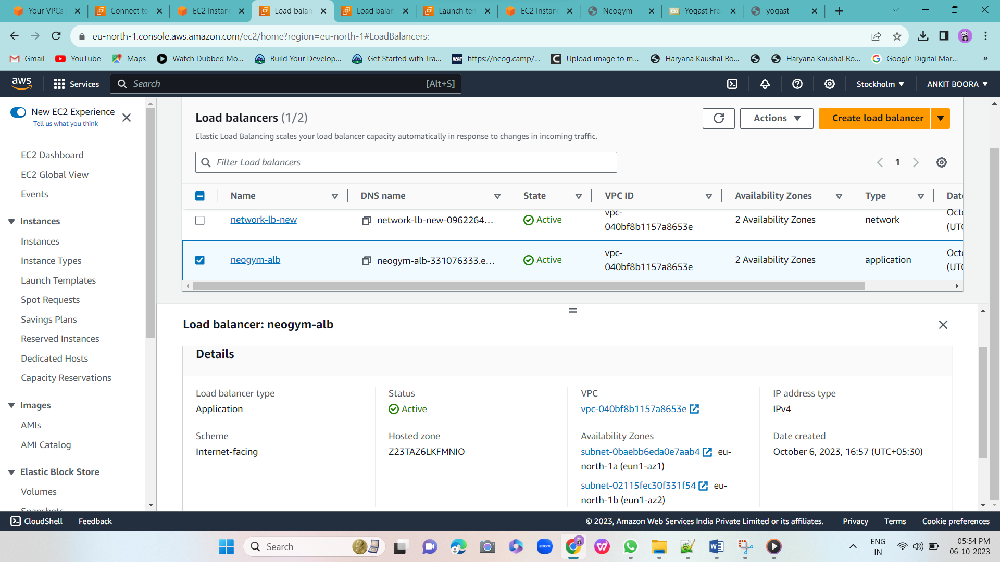 Your VPCs
Connect to
EC2 Instan
Load balan
Load balan
Launch ten
EC2 Instan
Neogym
Yogast Fre
yogast
eu-north-1.console.aws.amazon.com/ec2/home?region=eu-north-1#LoadBalancers:
Gmail
YouTube
Maps
Watch Dubbed Mo...
Build Your Develop...
Get Started with Tra...
NEOG
https://neog.camp/...
Upload image to m...
Haryana Kaushal Ro...
Haryana Kaushal Ro...
Google Digital Mar...
»
aws
Services
Search
[Alt+S]
Stockholm
ANKIT BOORA
New EC2 Experience
Tell us what you think
EC2 Dashboard
EC2 Global View
Events
Instances
Instances
Instance Types
Launch Templates
Spot Requests
Savings Plans
Reserved Instances
Dedicated Hosts
Capacity Reservations
Images
AMIs
AMI Catalog
Elastic Block Store
Volumes
Snapshots
Load balancers (1/2)
Actions
Create load balancer
Elastic Load Balancing scales your load balancer capacity automatically in response to changes in incoming traffic.
Filter Load balancers
1
Name
DNS name
State
VPC ID
Availability Zones
Type
Dat
network-lb-new
network-lb-new-0962264...
Active
vpc-
040bf8b1157a8653e
2 Availability Zones
network
Octo
(UTC
neogym-alb
neogym-alb-331076333.e...
Active
vpc-
040bf8b1157a8653e
2 Availability Zones
application
Octo
(UTC
Load balancer: neogym-alb
Details
Load balancer type
Application
Status
Active
VPC
vpc-040bf8b1157a8653e
IP address type
IPv4
Scheme
Internet-facing
Hosted zone
Z23TAZ6LKFMNIO
Availability Zones
subnet-0baebb6eda0e7aab4 eu-
north-1a (eun1-az1)
subnet-02115fec30f331f54 eu-
north-1b (eun1-az2)
Date created
October 6, 2023, 16:57 (UTC+05:30)
CloudShell
Feedback
© 2023, Amazon Web Services India Private Limited or its affiliates.
Privacy
Terms
Cookie preferences
Search
zoom
ENG
IN
05:54 PM
06-10-2023